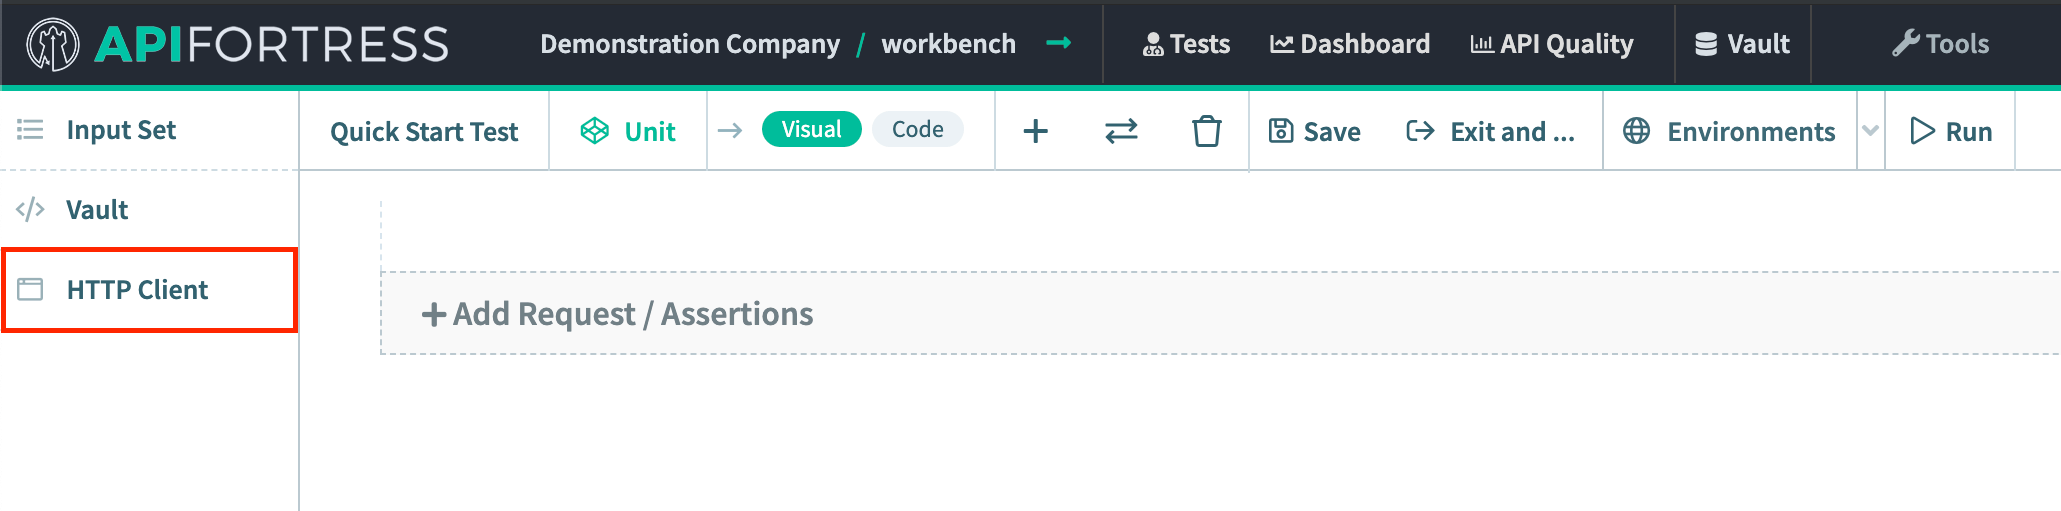 APIFORTRESS Demonstration Company / workbench Tests Dashboard API Quality Vault Tools
Input Set Quick Start Test Unit Visual Code Save Exit and ... Environments Run
Vault
HTTP Client
Add Request / Assertions